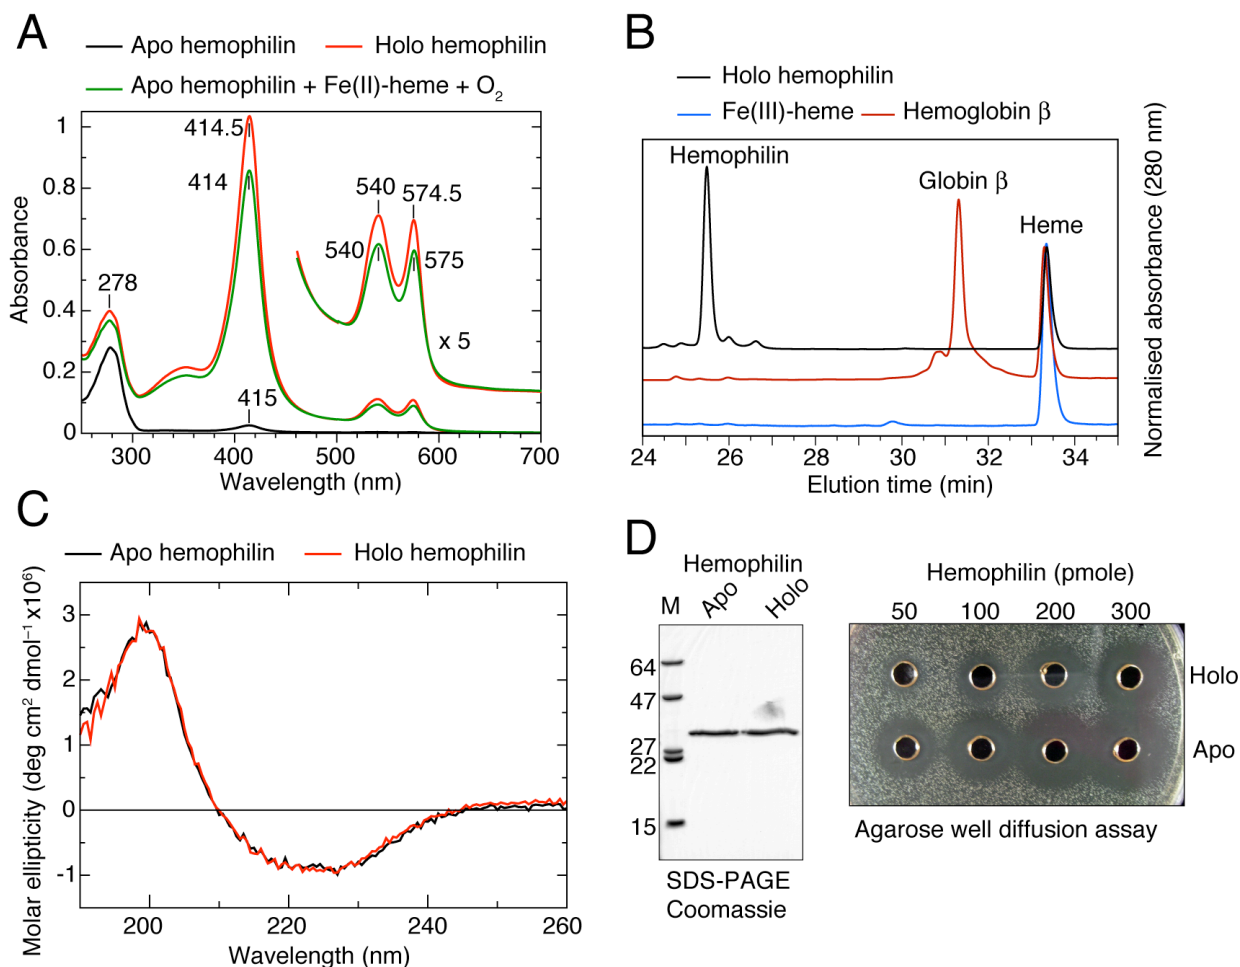 A
Apo hemophilin
Holo hemophilin
Apo hemophilin + Fe(II)-heme + O2
1
0.8
0.6
0.4
0.2
0
414.5
414
540
574.5
540
575
278
x 5
415
300
400
500
600
700
Absorbance
Wavelength (nm)
B
Holo hemophilin
Fe(III)-heme
Hemoglobin β
Hemophilin
Globin β
Heme
Normalised absorbance (280 nm)
24
26
28
30
32
34
Elution time (min)
C
Apo hemophilin
Holo hemophilin
Molar ellipticity (deg cm² dmol⁻¹ x10⁶)
3
2
1
0
-1
200
220
240
260
Wavelength (nm)
D
Hemophilin
M
Apo
Holo
64
47
27
22
15
SDS-PAGE
Coomassie
Hemophilin (pmole)
50
100
200
300
Holo
Apo
Agarose well diffusion assay